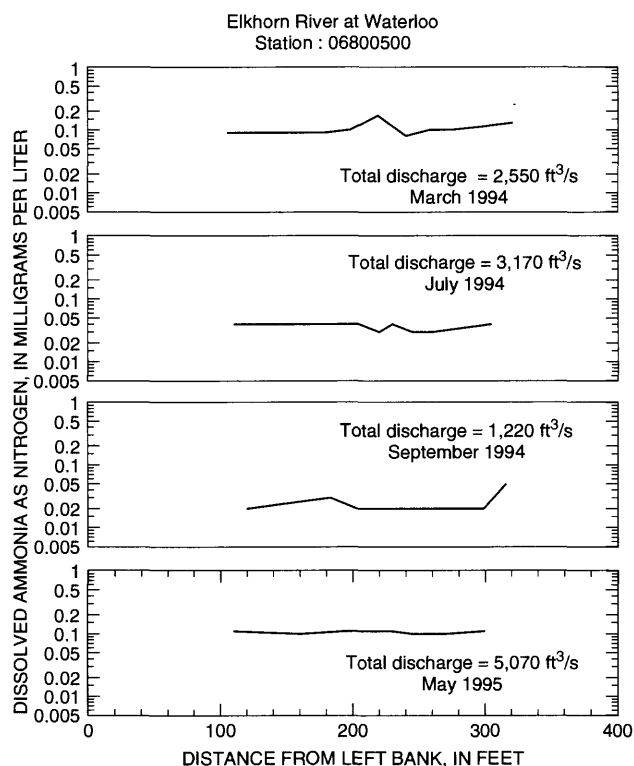 Elkhorn River at Waterloo
Station : 06800500
DISSOLVED AMMONIA AS NITROGEN, IN MILLIGRAMS PER LITER
1
0.5
0.2
0.1
0.05
0.02
0.01
0.005
Total discharge = 2,550 ft³/s
March 1994
1
0.5
0.2
0.1
0.05
0.02
0.01
0.005
Total discharge = 3,170 ft³/s
July 1994
1
0.5
0.2
0.1
0.05
0.02
0.01
0.005
Total discharge = 1,220 ft³/s
September 1994
1
0.5
0.2
0.1
0.05
0.02
0.01
0.005
Total discharge = 5,070 ft³/s
May 1995
0 100 200 300 400
DISTANCE FROM LEFT BANK, IN FEET